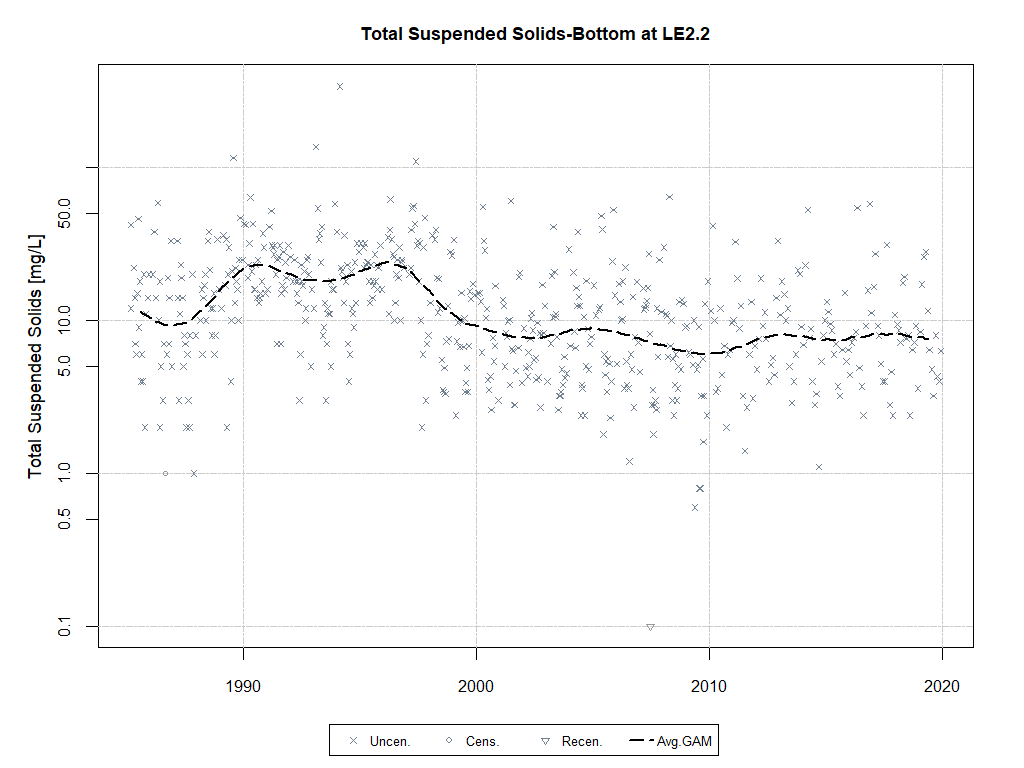 Total Suspended Solids-Bottom at LE2.2
Total Suspended Solids [mg/L]
50.0
10.0
5.0
1.0
0.5
0.1
1990 2000 2010 2020
Uncen. Cens. Recen. Avg.GAM